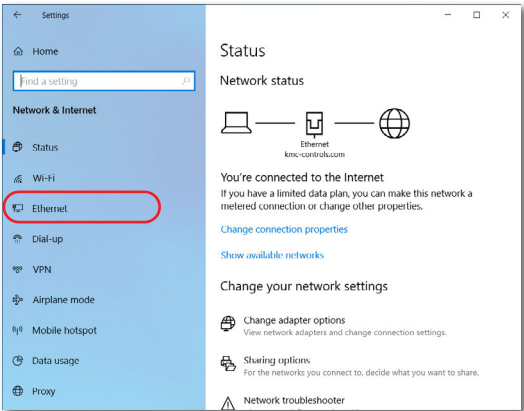 Settings
Home
Find a setting
Network & Internet
Status
Wi-Fi
Ethernet
Dial-up
VPN
Airplane mode
Mobile hotspot
Data usage
Proxy
Status
Network status
Ethernet
kmc-controls.com
You're connected to the Internet
If you have a limited data plan, you can make this network a
metered connection or change other properties.
Change connection properties
Show available networks
Change your network settings
Change adapter options
View network adapters and change connection settings.
Sharing options
For the networks you connect to, decide what you want to share.
Network troubleshooter